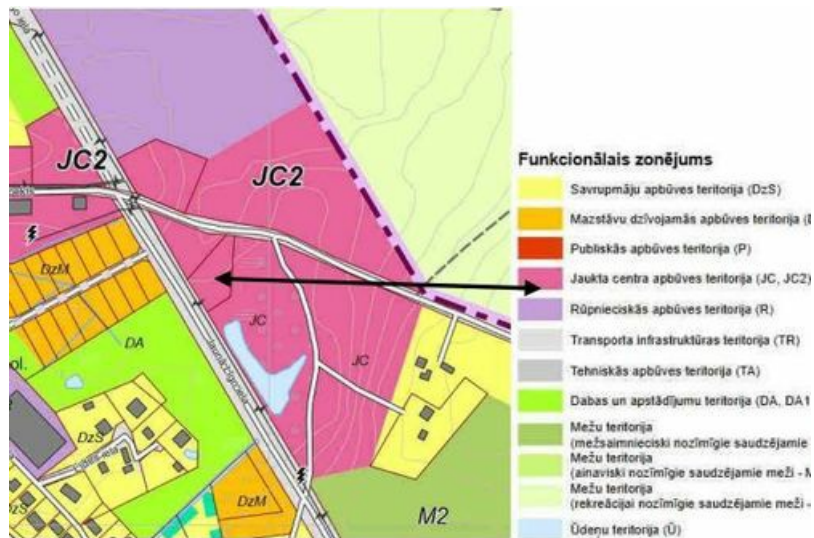 JC2
JC2
DzM
DA
JC
JC
DzS
DzS
DzM
M2
Funkcionālais zonējums
Savrupmāju apbūves teritorija (DzS)
Mazstāvu dzīvojamās apbūves teritorija (
Publiskās apbūves teritorija (P)
Jaukta centra apbūves teritorija (JC, JC2)
Rūpnieciskās apbūves teritorija (R)
Transporta infrastruktūras teritorija (TR)
Tehniskās apbūves teritorija (TA)
Dabas un apstādījumu teritorija (DA, DA1
Mežu teritorija
(mežsaimnieciski nozīmīgie saudzējamie
Mežu teritorija
(ainaviski nozīmīgie saudzējamie meži - M
Mežu teritorija
(rekreācijai nozīmīgie saudzējamie meži -
Ūdeņu teritorija (Ū)